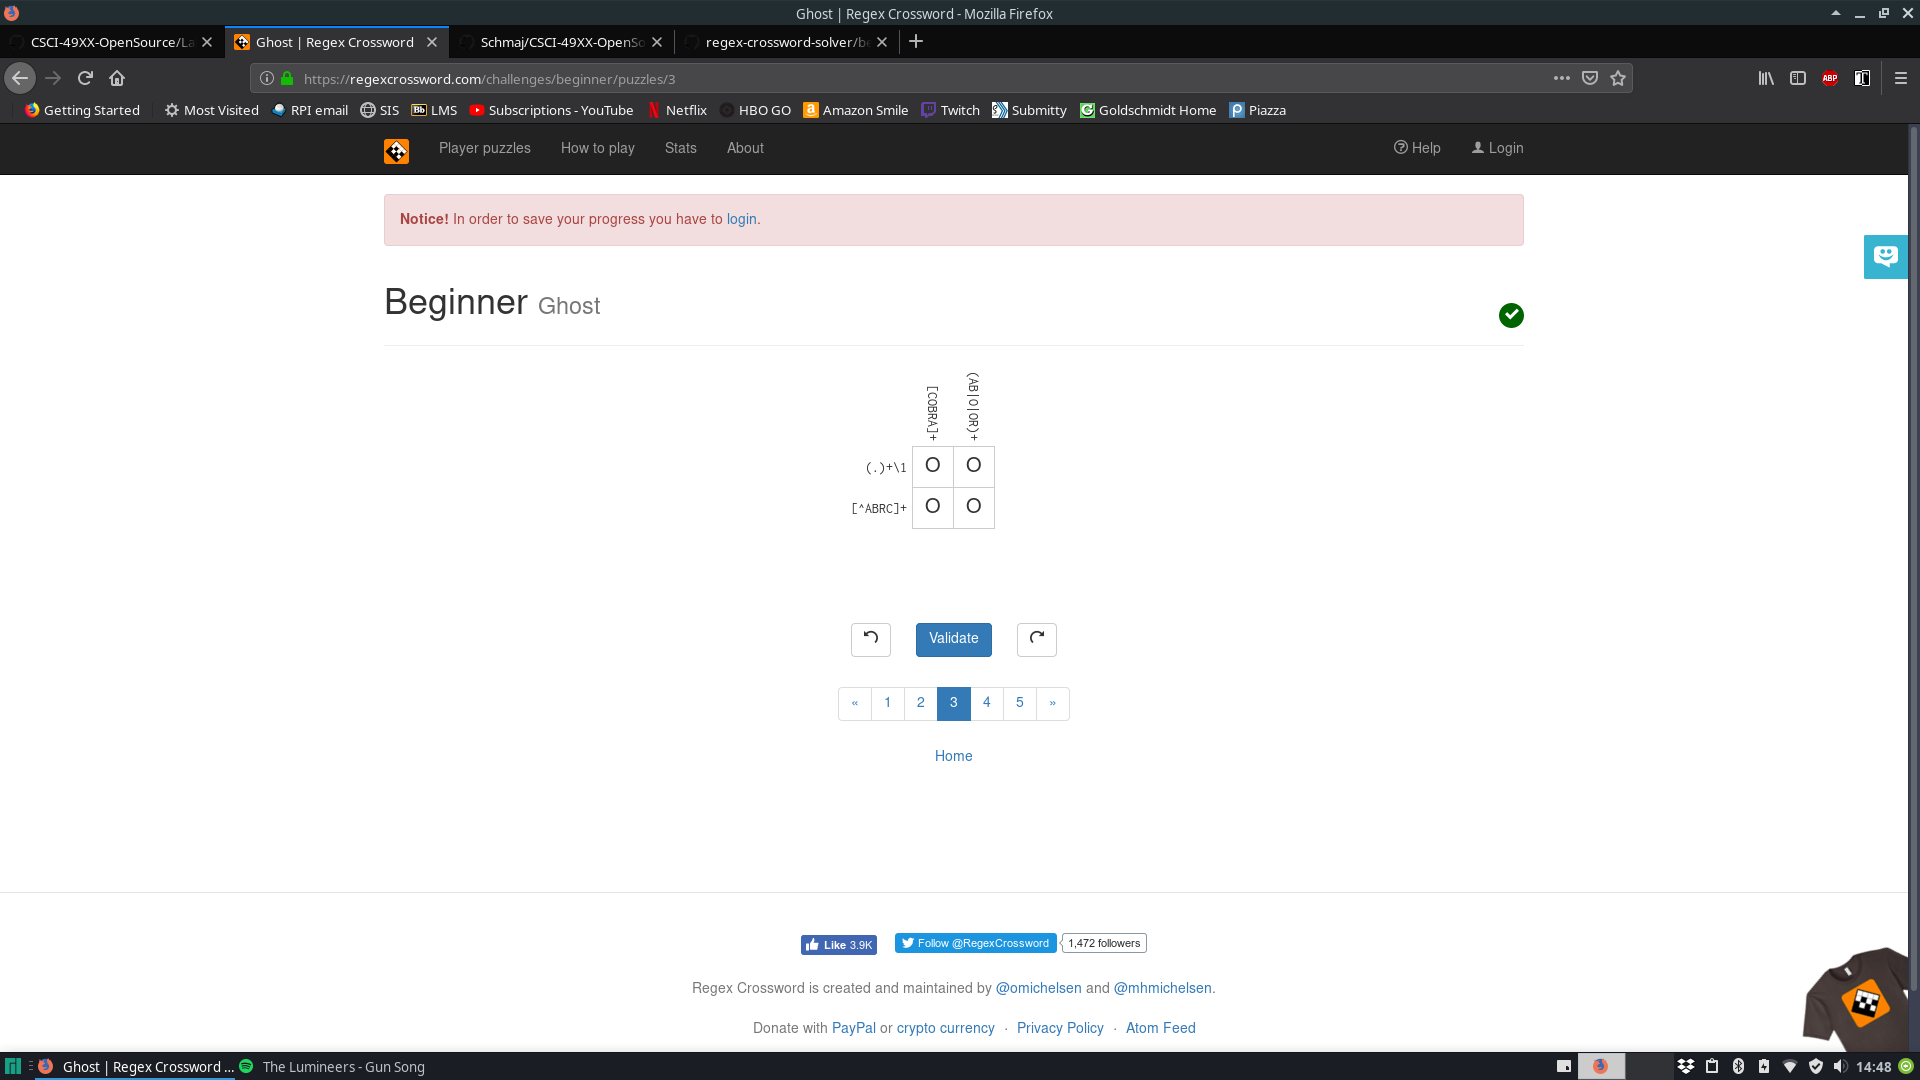 Ghost | Regex Crossword - Mozilla Firefox
CSCI-49XX-OpenSource/La
Ghost | Regex Crossword
Schmaj/CSCI-49XX-OpenSo
regex-crossword-solver/be
https://regexcrossword.com/challenges/beginner/puzzles/3
ABP
Getting Started
Most Visited
RPI email
SIS
Bb LMS
Subscriptions - YouTube
Netflix
HBO GO
Amazon Smile
Twitch
Submitty
Goldschmidt Home
Piazza
Player puzzles
How to play
Stats
About
Help
Login
Notice! In order to save your progress you have to login.
Beginner Ghost
[COBRA]+
(AB|O|OR)+
(.)+\1 O O
[^ABRC]+ O O
Validate
« 1 2 3 4 5 »
Home
Like 3.9K
Follow @RegexCrossword
1,472 followers
Regex Crossword is created and maintained by @omichelsen and @mhmichelsen.
Donate with PayPal or crypto currency · Privacy Policy · Atom Feed
Ghost | Regex Crossword ...
The Lumineers - Gun Song
14:48